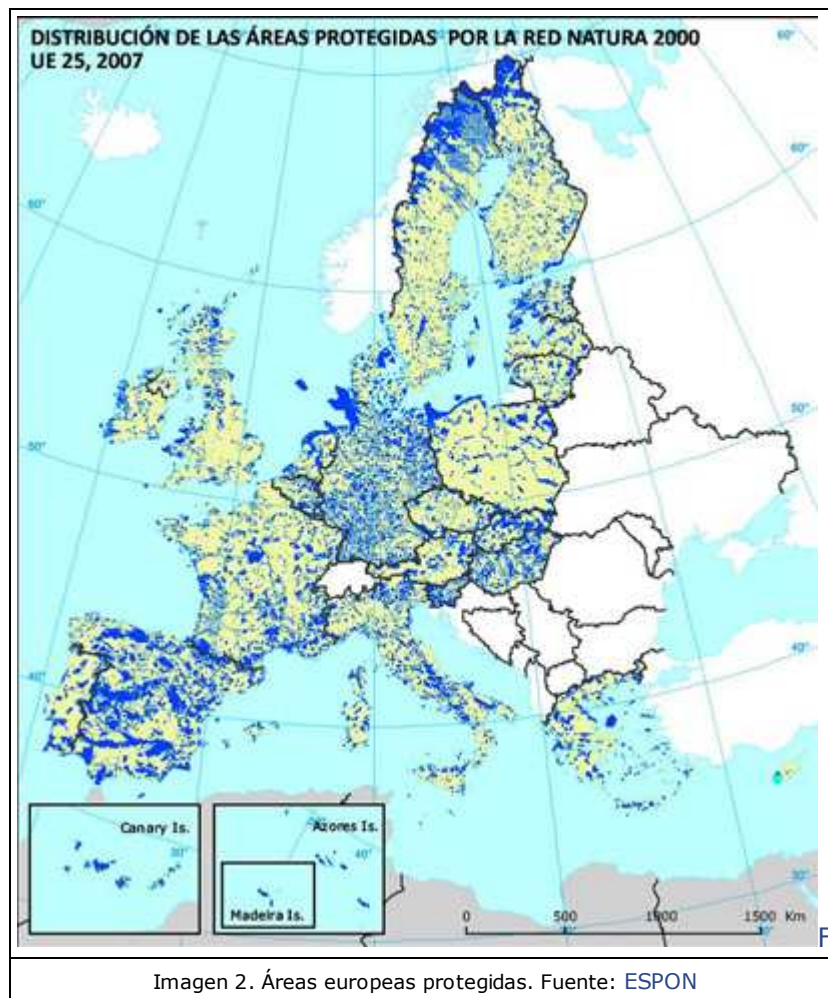 DISTRIBUCIÓN DE LAS ÁREAS PROTEGIDAS POR LA RED NATURA 2000
UE 25, 2007
60°
60°
60°
50°
50°
40°
40°
Canary Is.
30°
Azores Is.
40°
Madeira Is.
30°
0 500 1000 1500 Km
F
Imagen 2. Áreas europeas protegidas. Fuente: ESPON